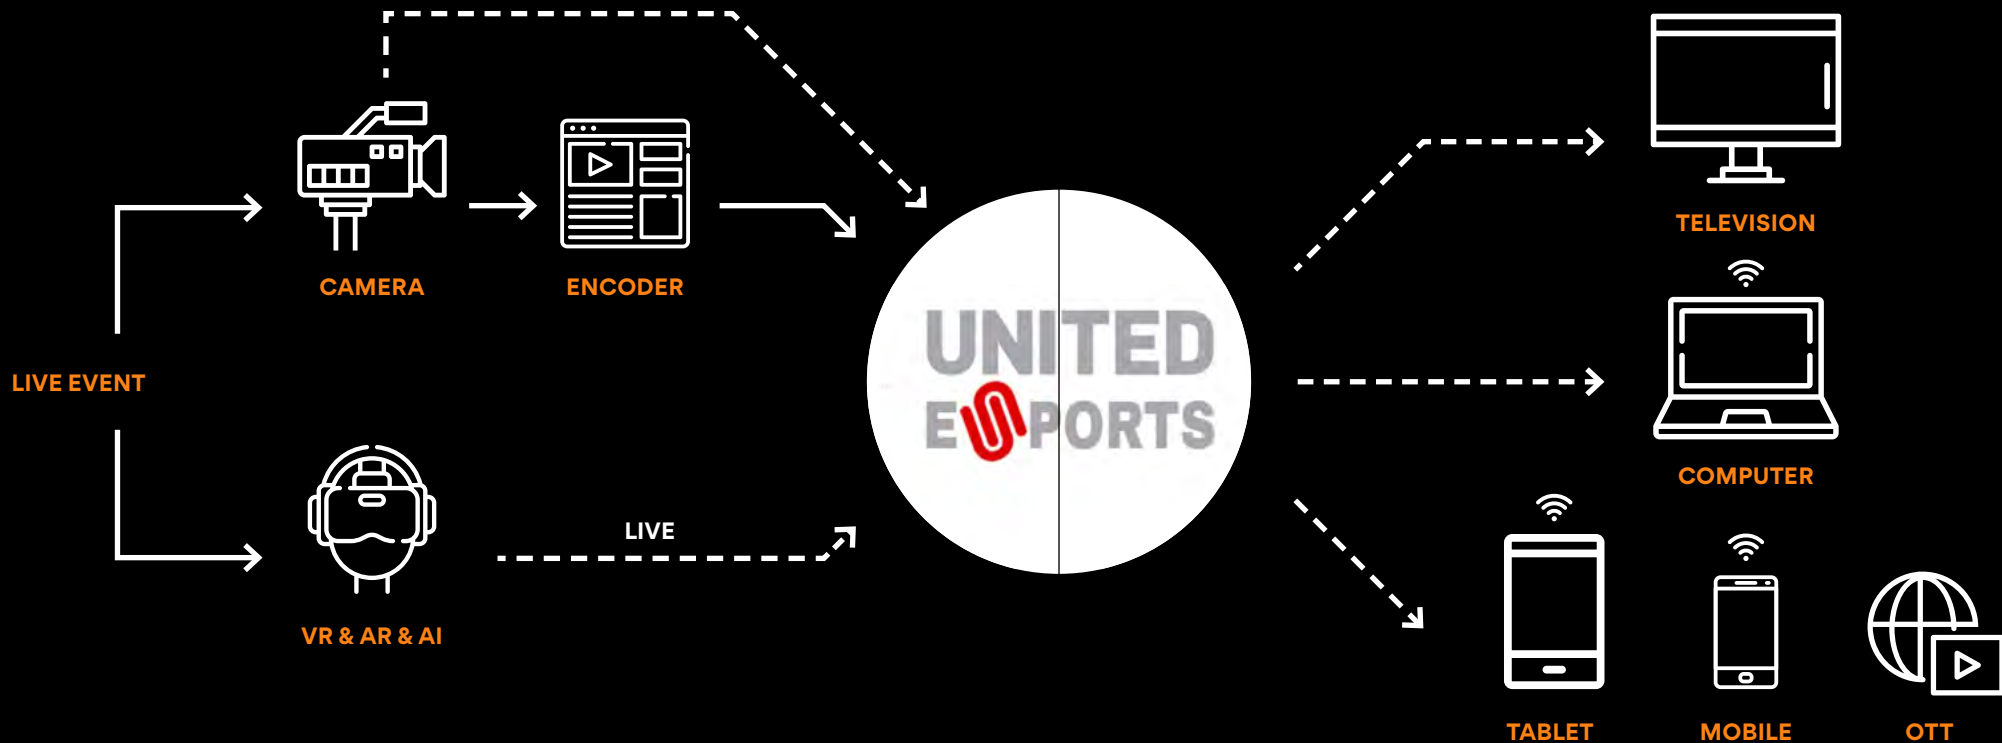 TELEVISION
CAMERA
ENCODER
UNITED
ESPORTS
LIVE EVENT
COMPUTER
LIVE
VR & AR & AI
TABLET
MOBILE
OTT